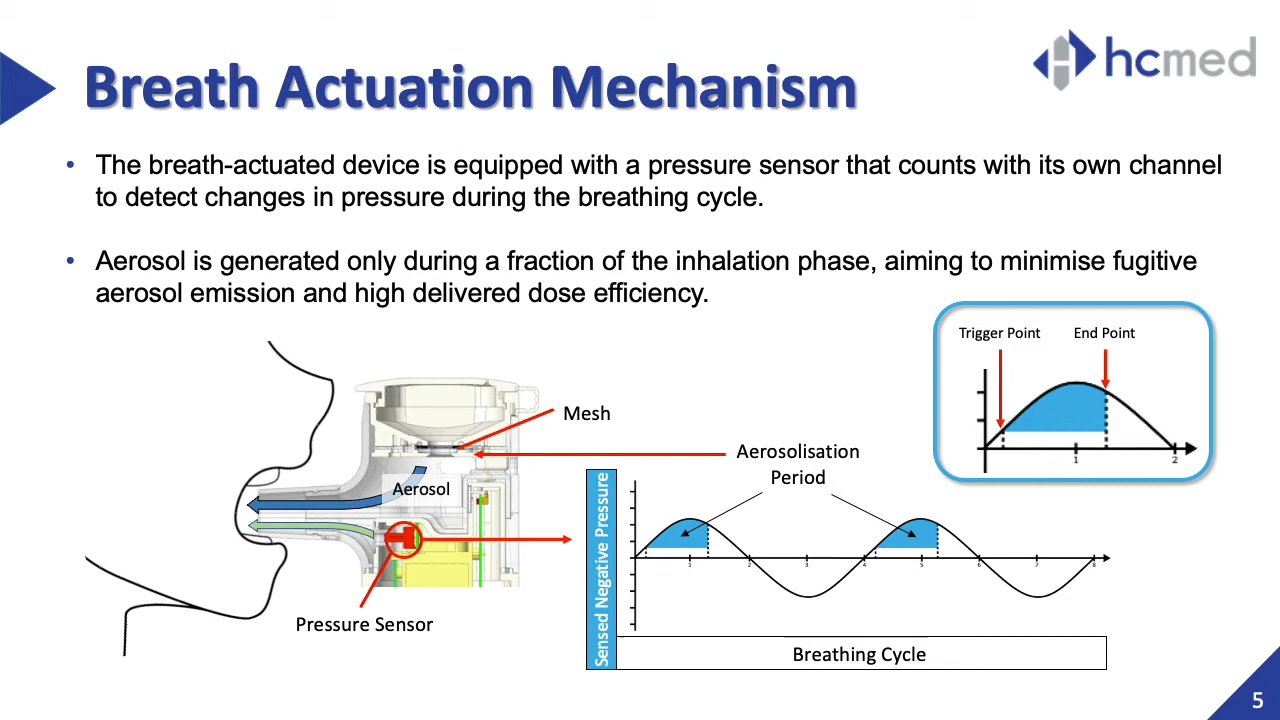 hcmed
Breath Actuation Mechanism
• The breath-actuated device is equipped with a pressure sensor that counts with its own channel
to detect changes in pressure during the breathing cycle.
• Aerosol is generated only during a fraction of the inhalation phase, aiming to minimise fugitive
aerosol emission and high delivered dose efficiency.
Trigger Point
End Point
1
2
Mesh
Aerosolisation
Period
Aerosol
Pressure Sensor
Sensed Negative Pressure
1 2 3 4 5 6 7 8
Breathing Cycle
5